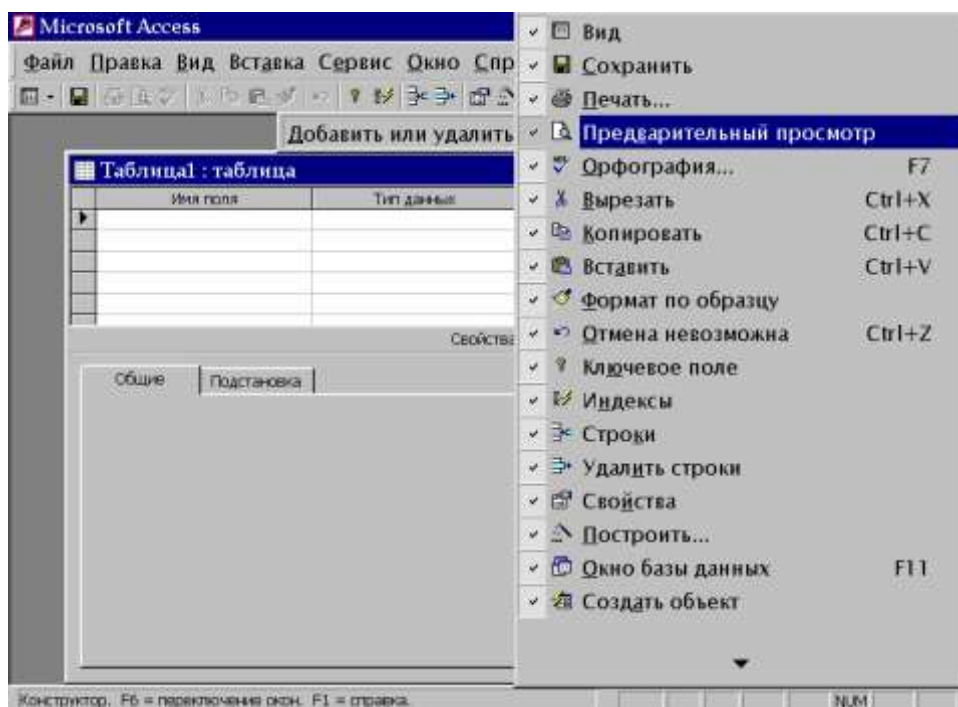 Microsoft Access
Файл Правка Вид Вставка Сервис Окно Спр
Добавить или удалить
Таблица1 : таблица
Имя поля Тип данных
Свойства
Общие Подстановка
Вид
Сохранить
Печать...
Предварительный просмотр
Орфография... F7
Вырезать Ctrl+X
Копировать Ctrl+C
Вставить Ctrl+V
Формат по образцу
Отмена невозможна Ctrl+Z
Ключевое поле
Индексы
Строки
Удалить строки
Свойства
Построить...
Окно базы данных F11
Создать объект
Конструктор. F6 = переключение окон. F1 = справка. NUM